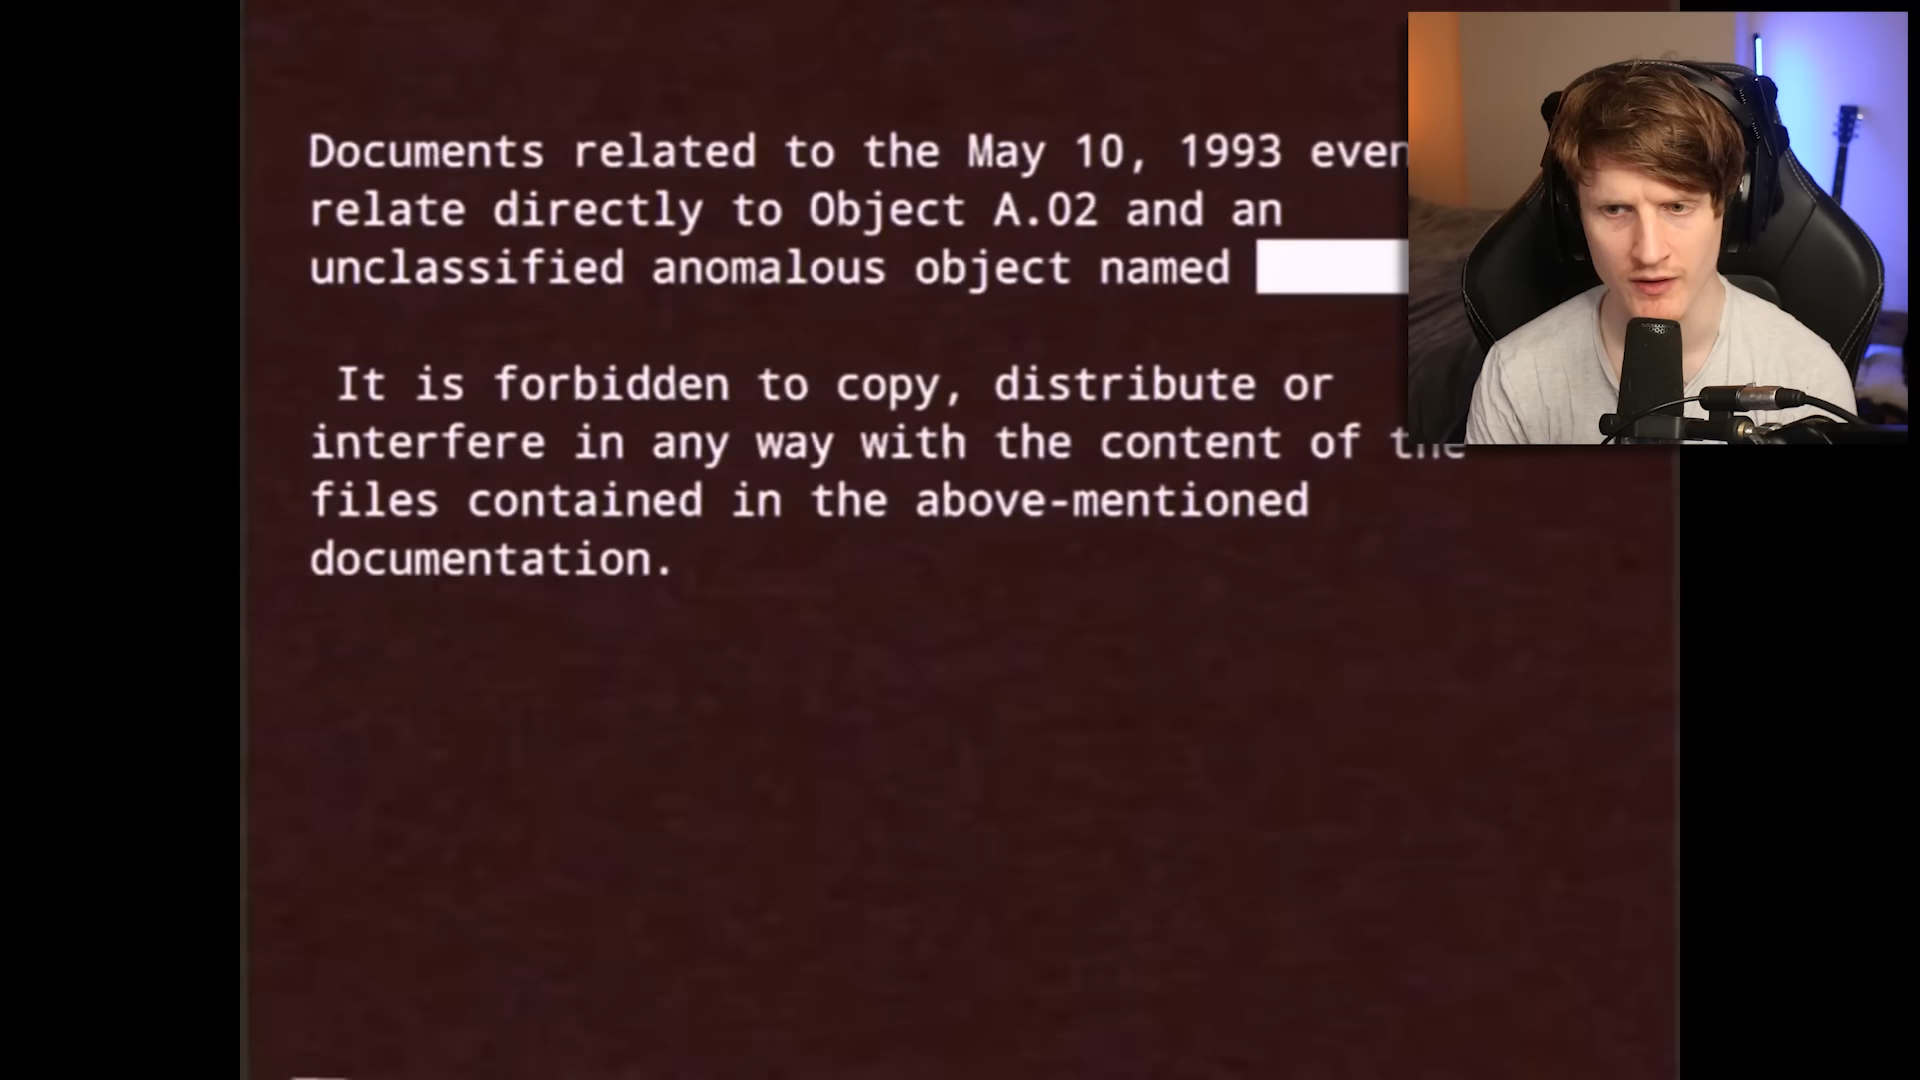 Documents related to the May 10, 1993
relate directly to Object A.02 and an
unclassified anomalous object named
It is forbidden to copy, distribute or
interfere in any way with the content of the
files contained in the above-mentioned
documentation.